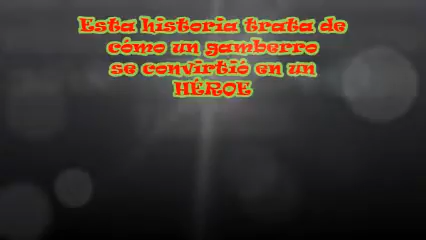 Esta historia trata de
cómo un gamberro
se convirtió en un
HÉROE